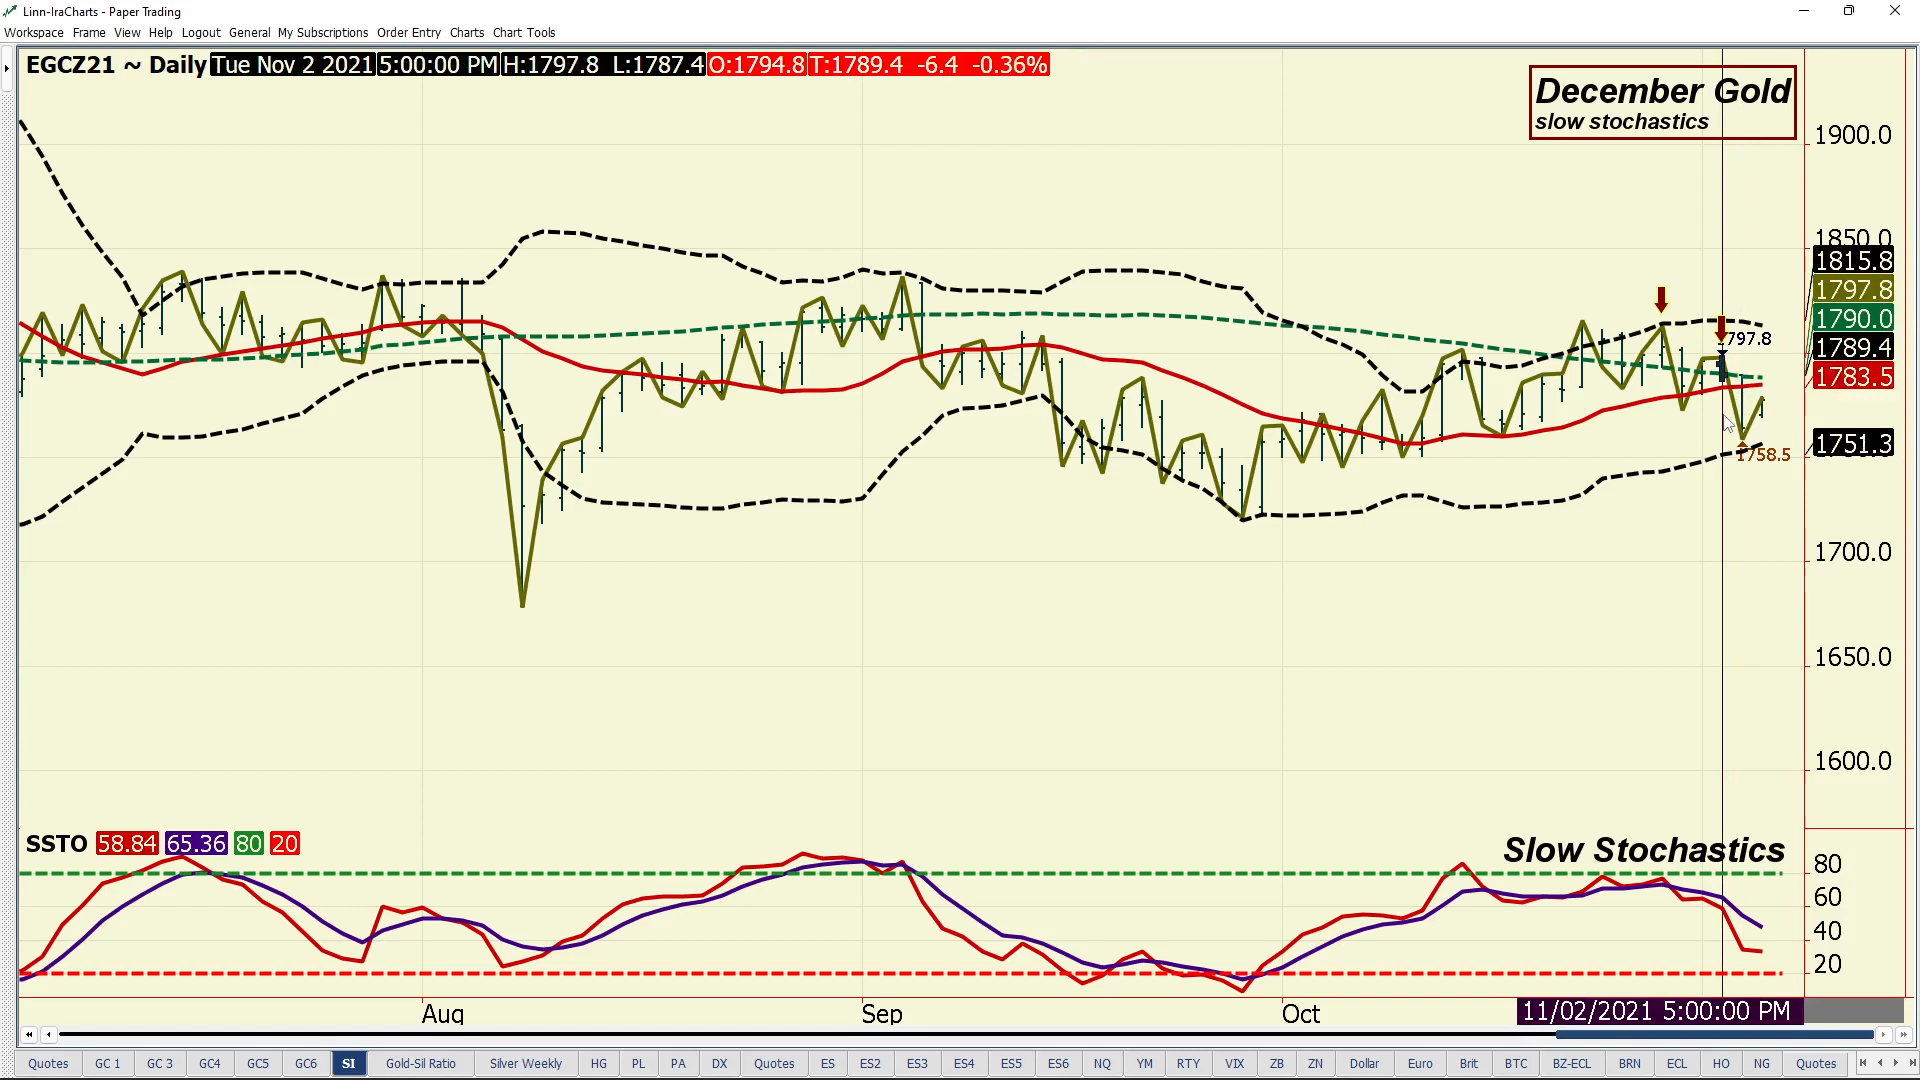 Linn-IraCharts - Paper Trading
Workspace Frame View Help Logout General My Subscriptions Order Entry Charts Chart Tools
EGCZ21 ~ Daily Tue Nov 2 2021 5:00:00 PM H:1797.8 L:1787.4 O:1794.8 T:1789.4 -6.4 -0.36%
December Gold
slow stochastics
1900.0
1850.0
1815.8
1797.8
1790.0
1789.4
1783.5
1751.3
797.8
1758.5
1700.0
1650.0
1600.0
SSTO 58.84 65.36 80 20
Slow Stochastics
80
60
40
20
Aug Sep Oct 11/02/2021 5:00:00 PM
Quotes GC 1 GC 3 GC4 GC5 GC6 SI Gold-Sil Ratio Silver Weekly HG PL PA DX Quotes ES ES2 ES3 ES4 ES5 ES6 NQ YM RTY VIX ZB ZN Dollar Euro Brit BTC BZ-ECL BRN ECL HO NG Quotes